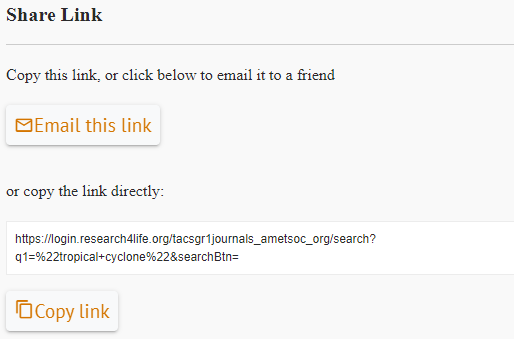 Share Link
Copy this link, or click below to email it to a friend
Email this link
or copy the link directly:
https://login.research4life.org/tacsgr1journals_ametsoc_org/search?
q1=%22tropical+cyclone%22&searchBtn=
Copy link